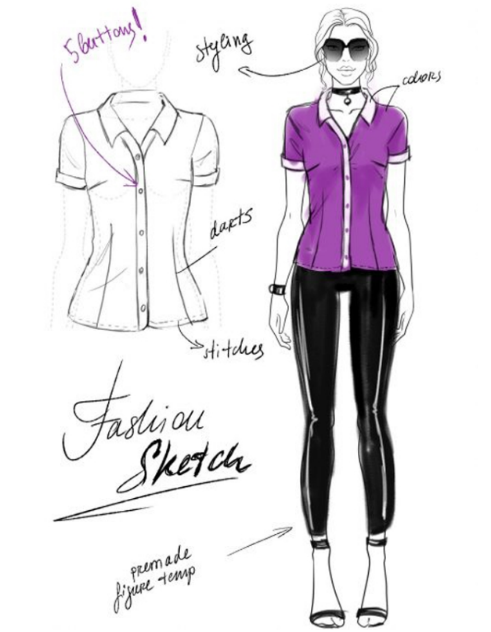 5 buttons!
styling
colors
darts
stitches
Fashion
Sketch
premade
figure temp